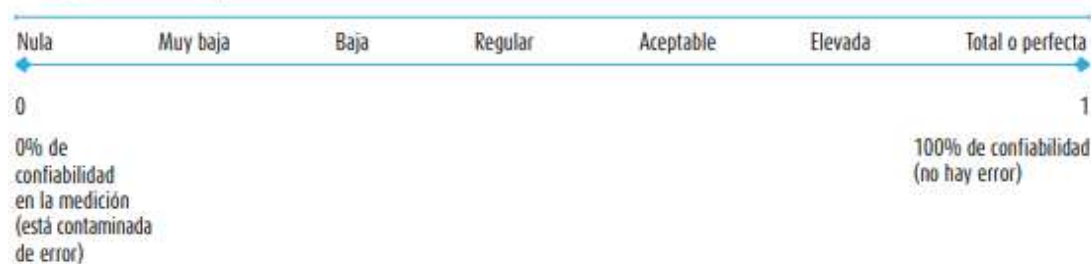 Nula Muy baja Baja Regular Aceptable Elevada Total o perfecta
0 1
0% de
confiabilidad
en la medición
(está contaminada
de error)
100% de confiabilidad
(no hay error)